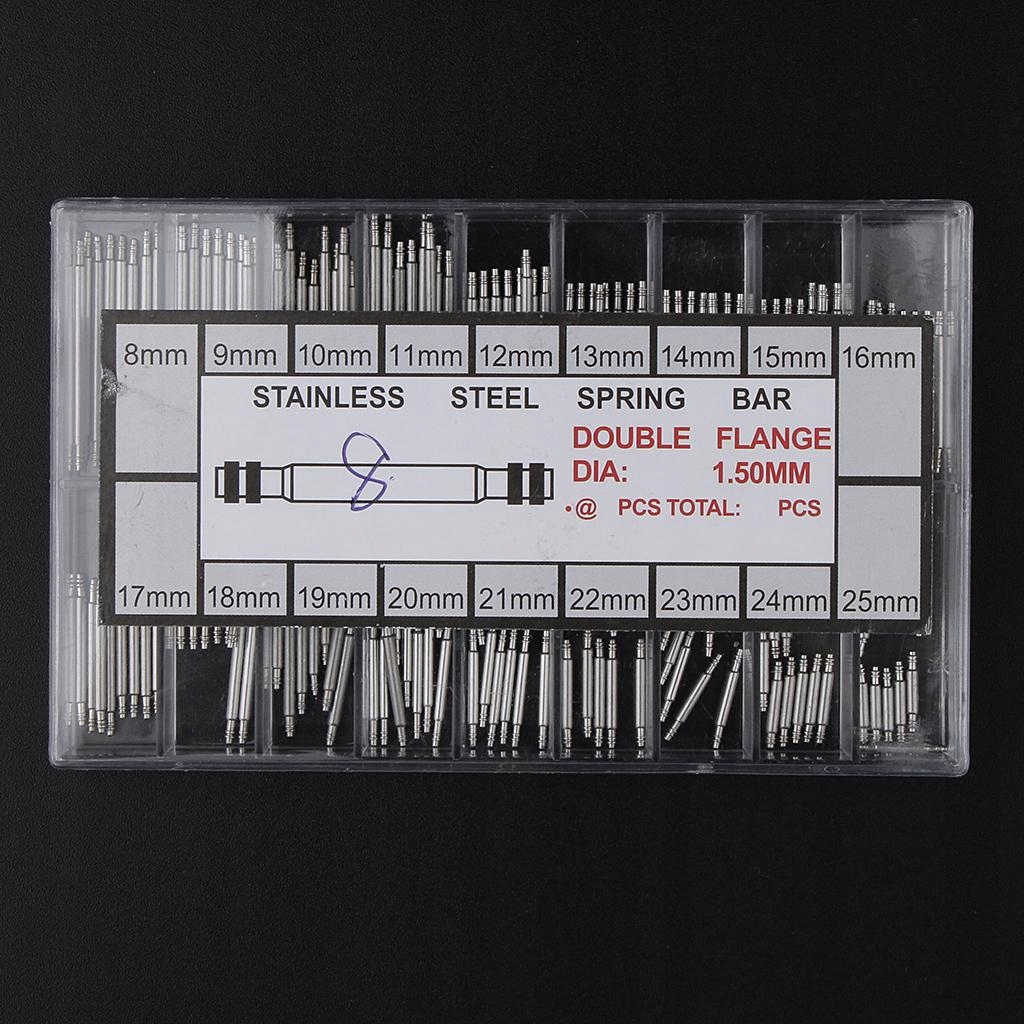 8mm 9mm 10mm 11mm 12mm 13mm 14mm 15mm 16mm
STAINLESS STEEL SPRING BAR
DOUBLE FLANGE
8
DIA: 1.50MM
·@ PCS TOTAL: PCS
17mm 18mm 19mm 20mm 21mm 22mm 23mm 24mm 25mm